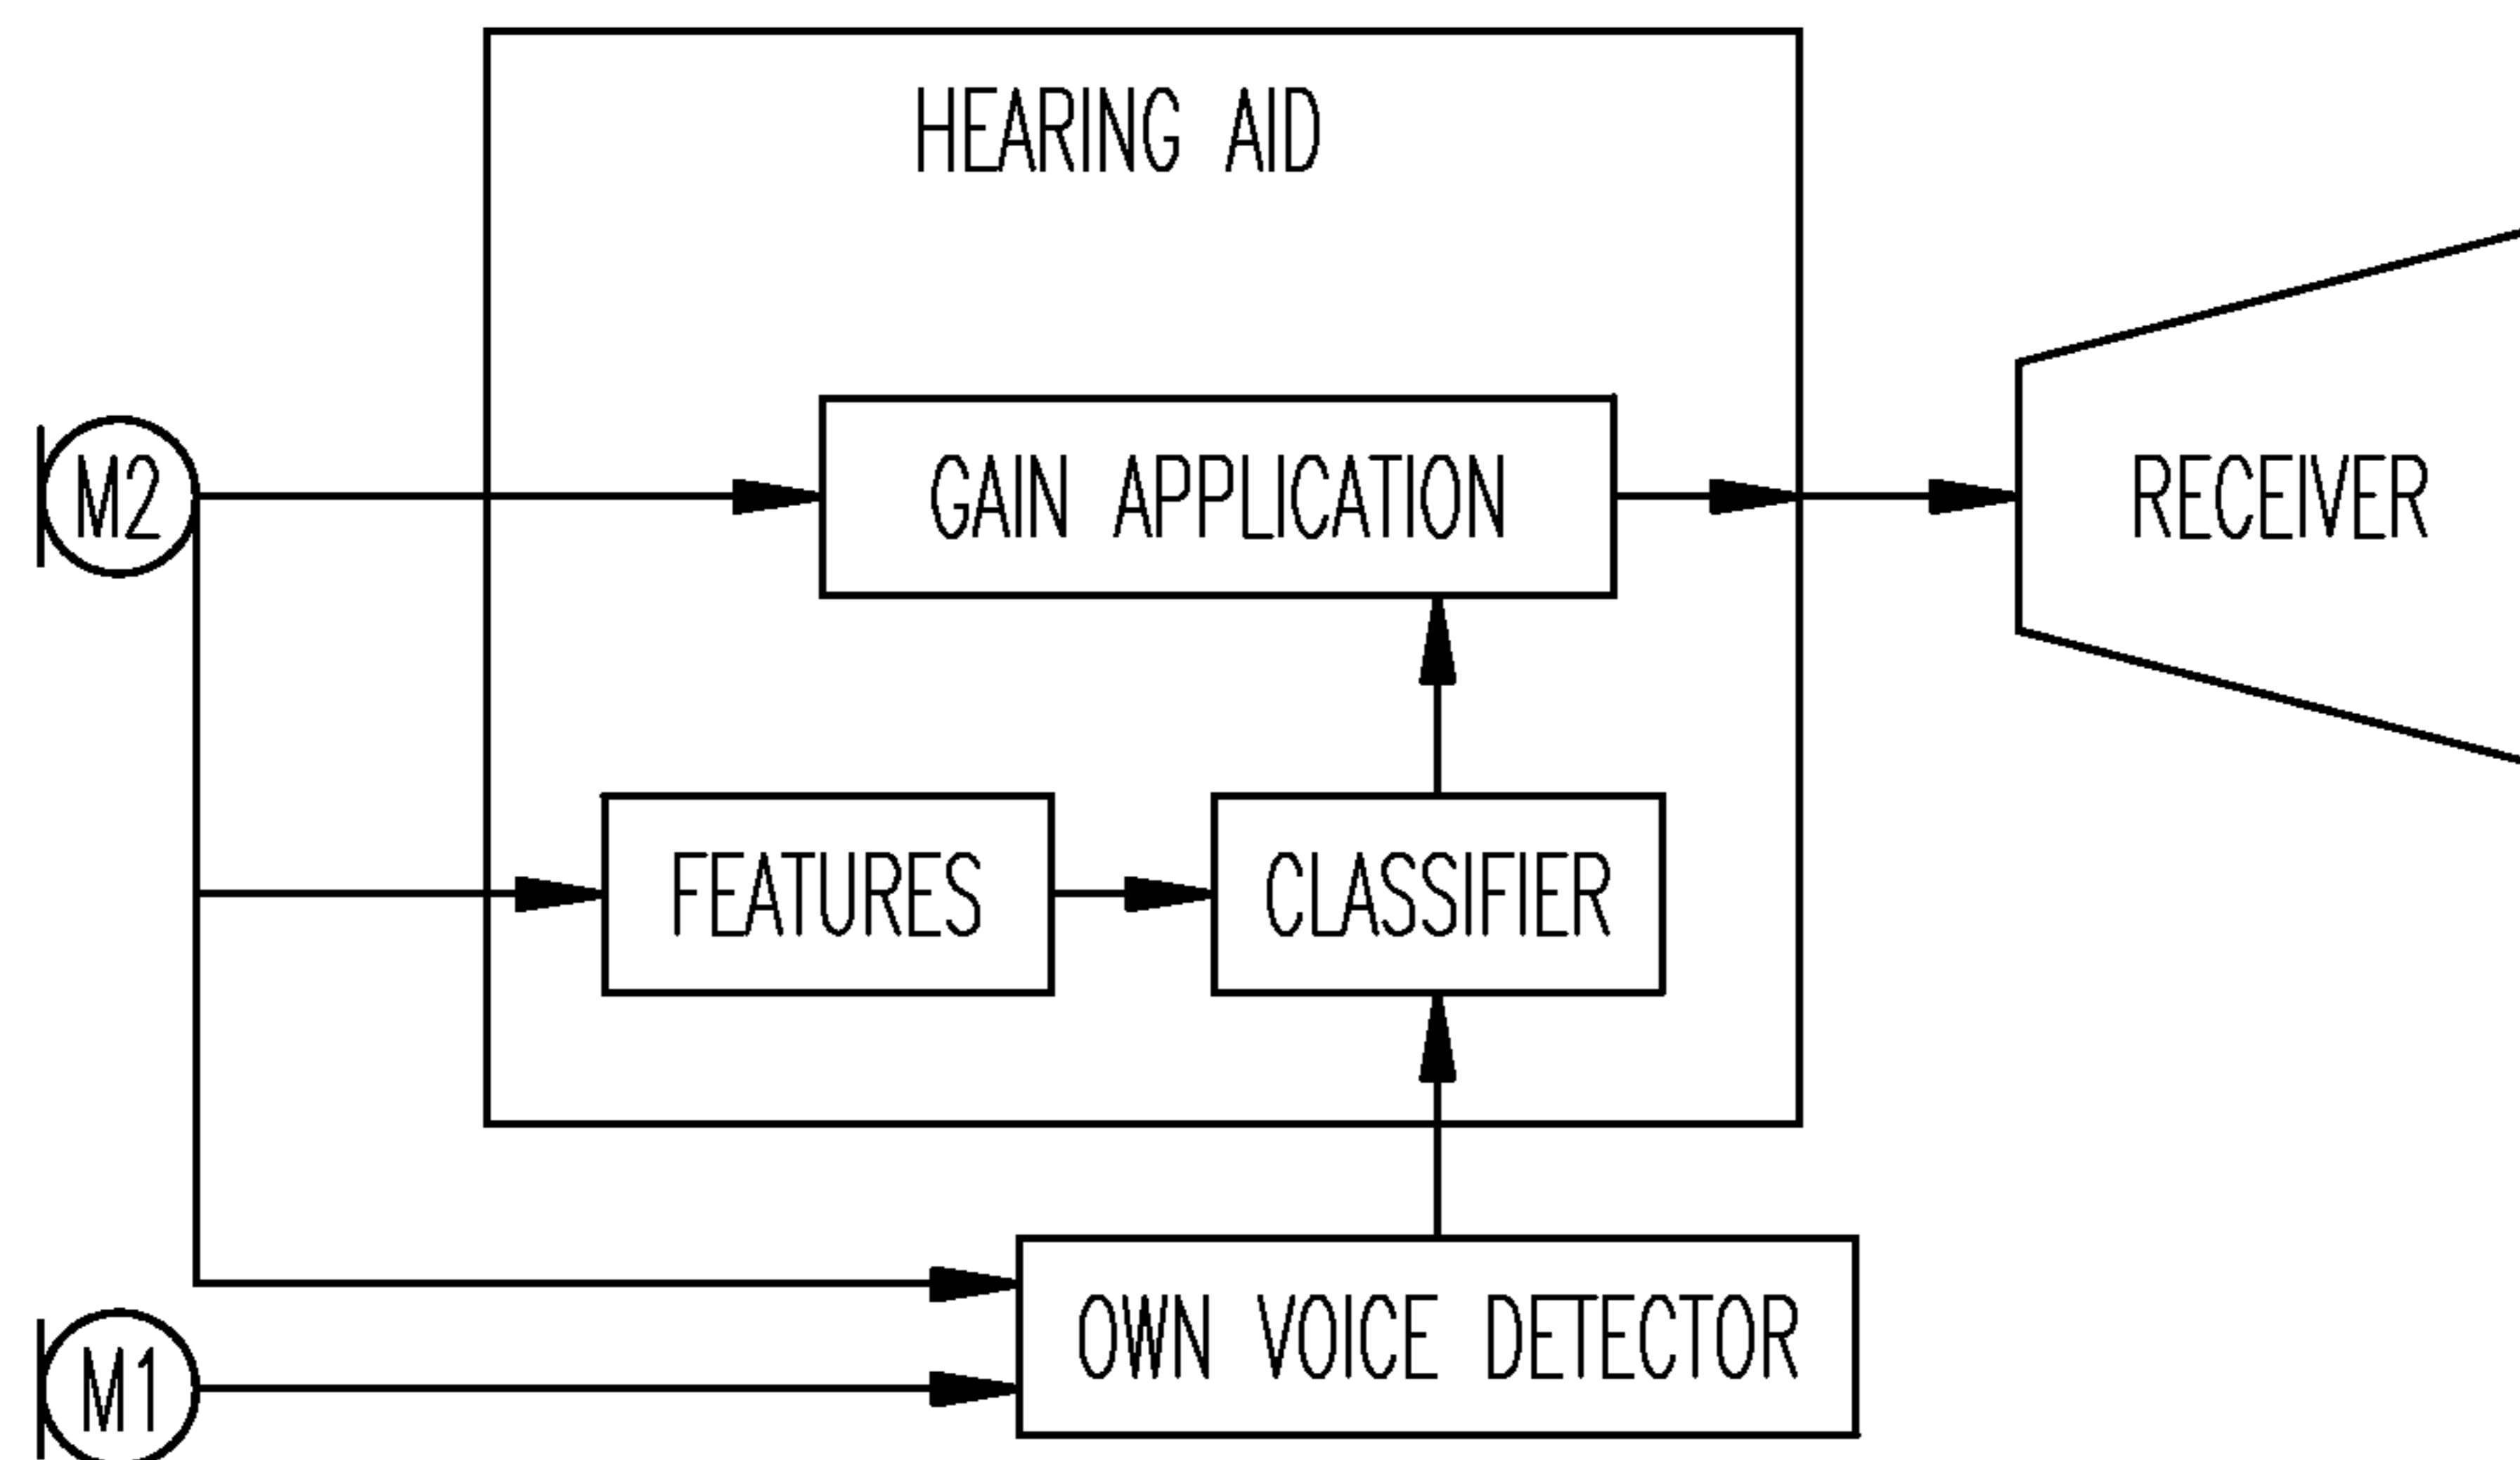 HEARING AID
M2
GAIN APPLICATION
RECEIVER
FEATURES
CLASSIFIER
OWN VOICE DETECTOR
M1